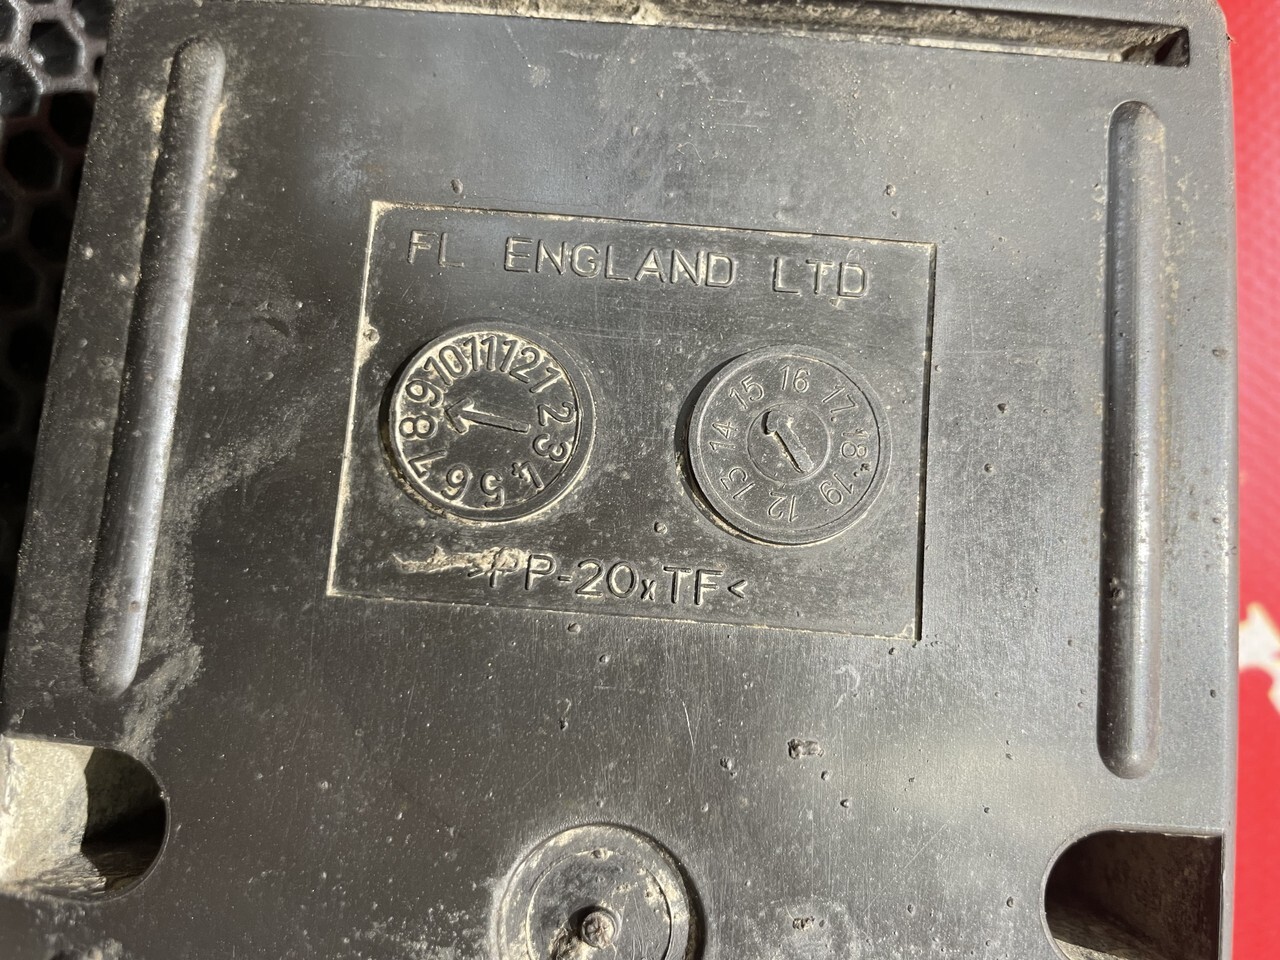 FL ENGLAND LTD
1 2 3 4 5 6 7 8 9 10 11 12
12 13 14 15 16 17 18 19
>PP-20xTF<